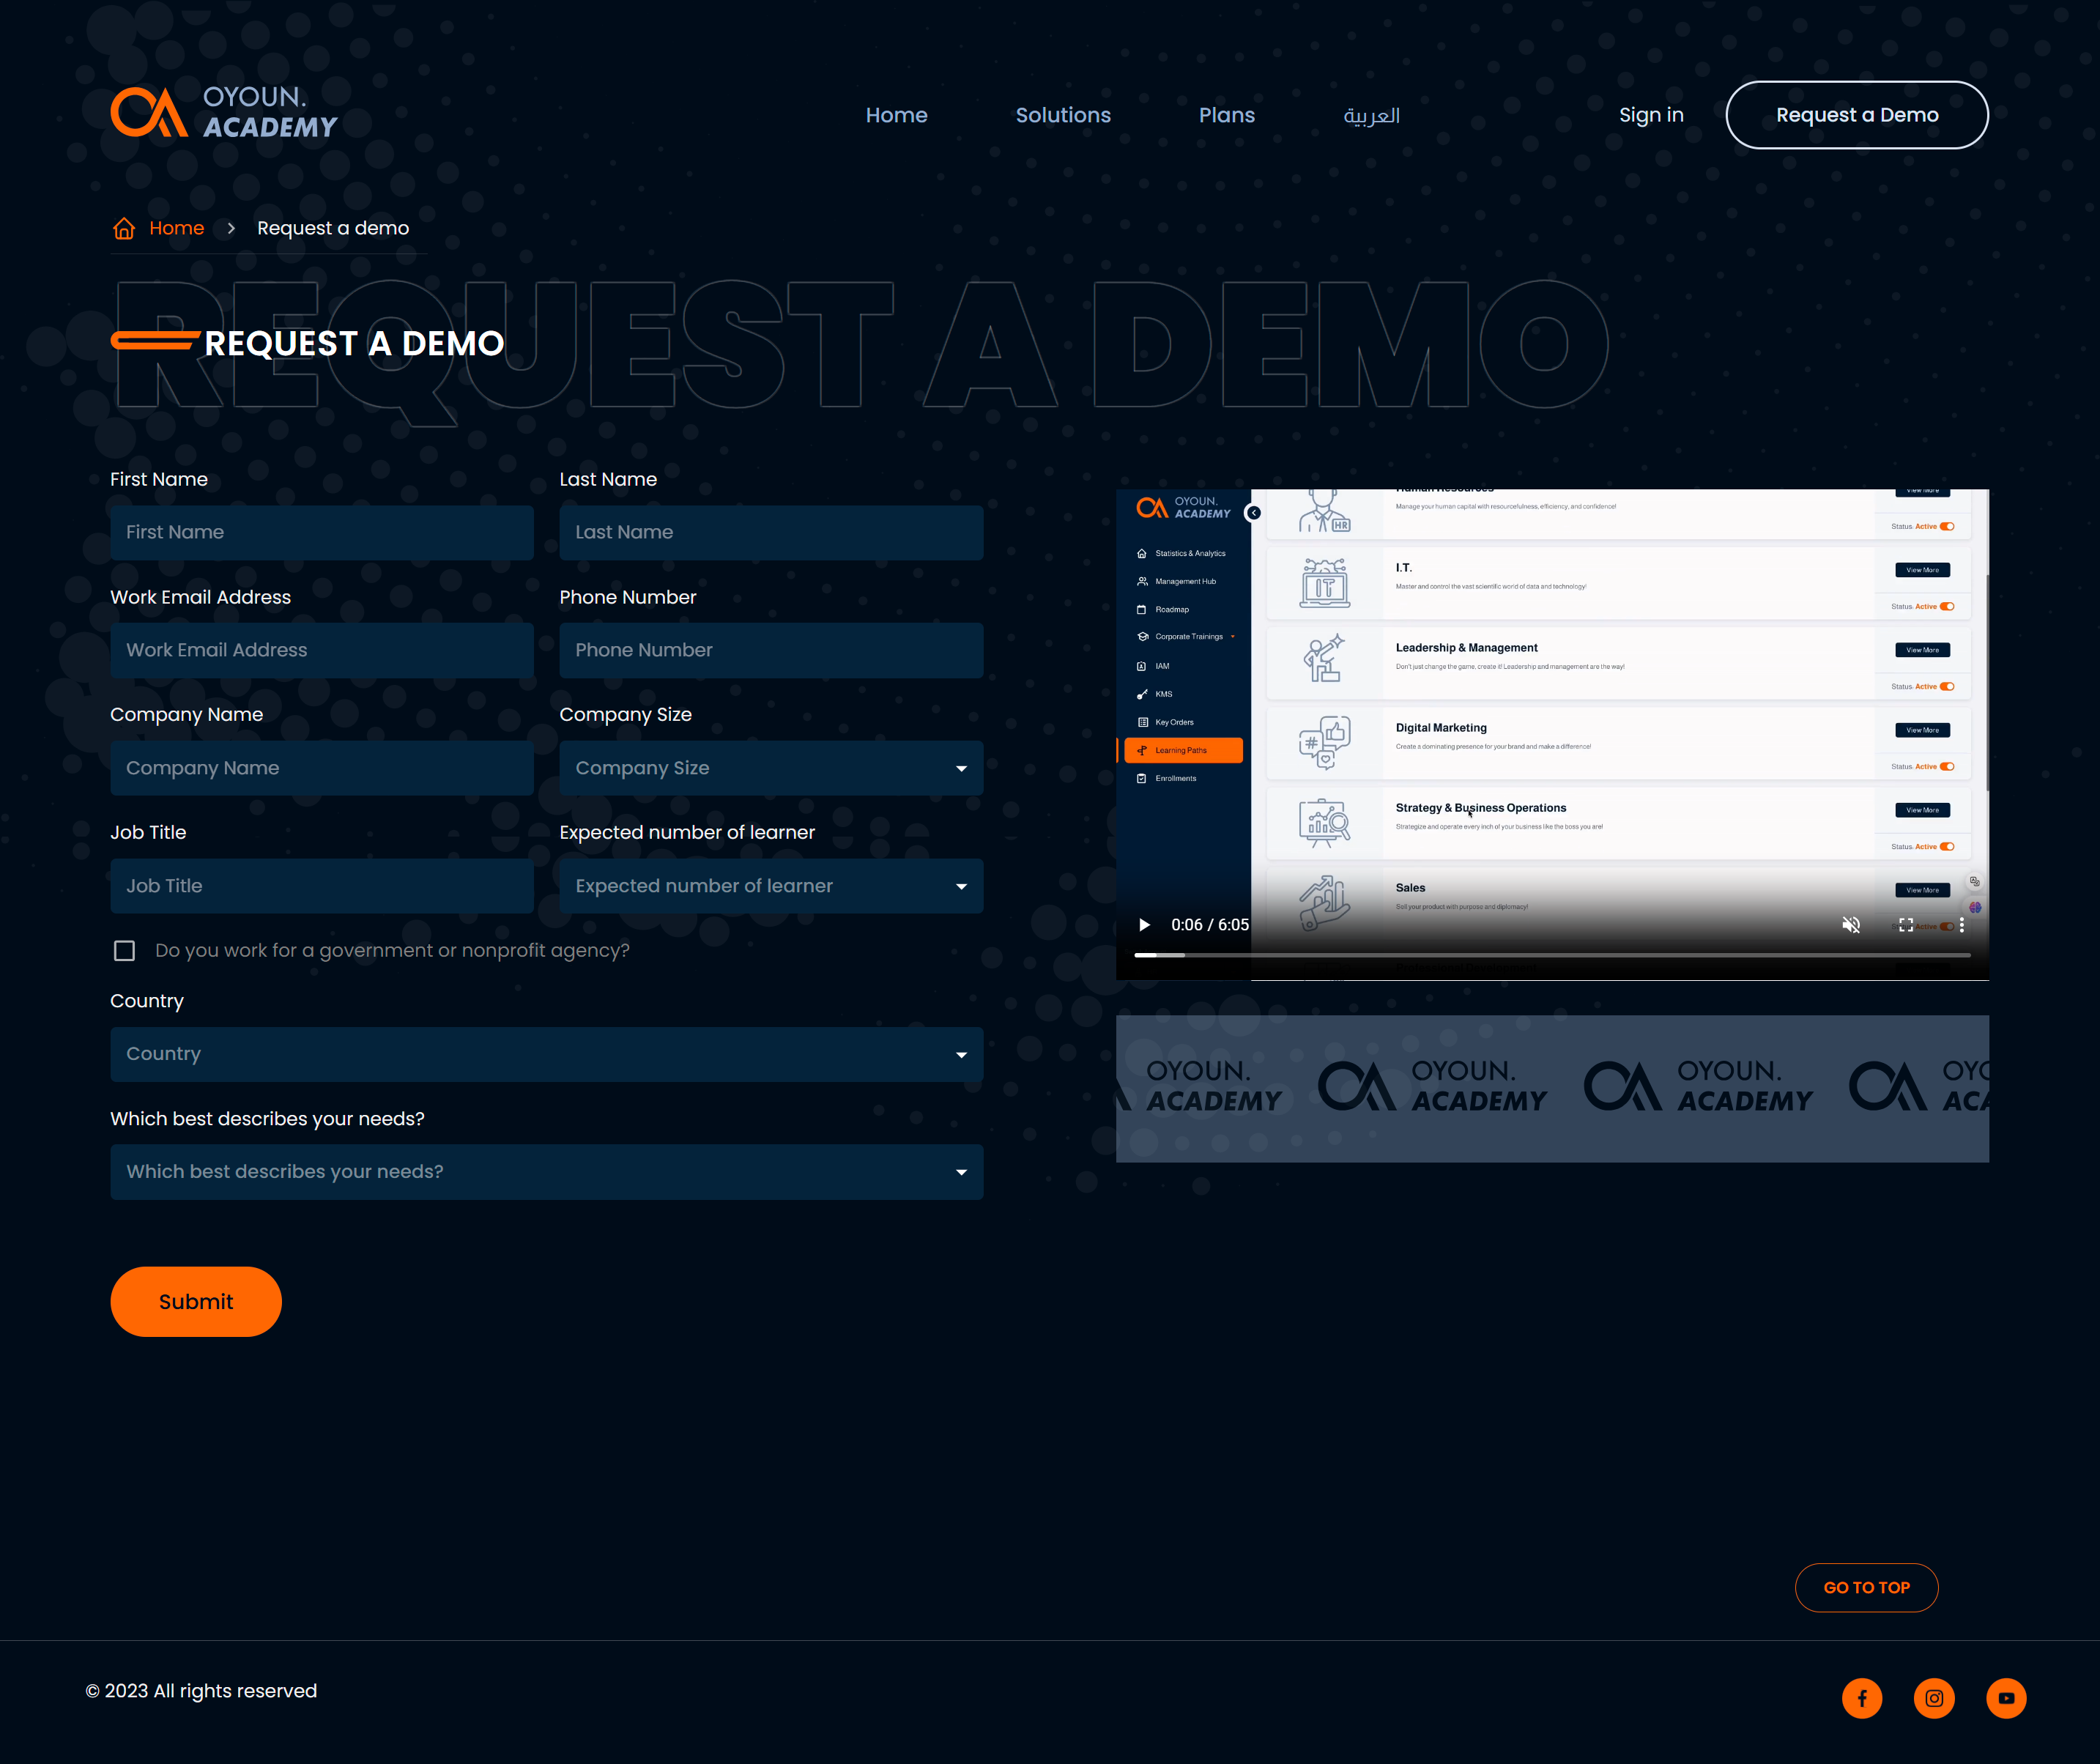 OYOUN.
ACADEMY
Home
Solutions
Plans
العربية
Sign in
Request a Demo
Home
Request a demo
REQUEST A DEMO
REQUEST A DEMO
First Name
Last Name
First Name
Last Name
Work Email Address
Phone Number
Work Email Address
Phone Number
Company Name
Company Size
Company Name
Company Size
Job Title
Expected number of learner
Job Title
Expected number of learner
Do you work for a government or nonprofit agency?
Country
Country
Which best describes your needs?
Which best describes your needs?
Submit
OYOUN.
ACADEMY
Statistics & Analytics
Management Hub
Roadmap
Corporate Trainings
IAM
KMS
Key Orders
Learning Paths
Enrollments
Human Resources
Manage your human capital with resourcefulness, efficiency, and confidence!
View More
HR
Status: Active
I.T.
Master and control the vast scientific world of data and technology!
IT
View More
Status: Active
Leadership & Management
Don't just change the game, create it! Leadership and management are the way!
View More
Status: Active
Digital Marketing
Create a dominating presence for your brand and make a difference!
#
View More
Status: Active
Strategy & Business Operations
Strategize and operate every inch of your business like the boss you are!
View More
Status: Active
Sales
Sell your product with purpose and diplomacy!
View More
Active
0:06 / 6:05
OYOUN.
ACADEMY
OYOUN.
ACADEMY
OYOUN.
ACADEMY
OYO
ACA
GO TO TOP
© 2023 All rights reserved